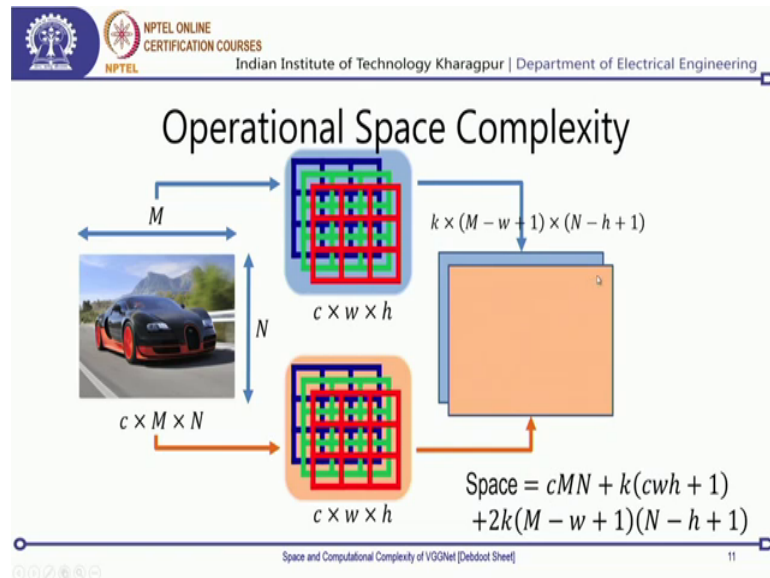 NPTEL ONLINE
CERTIFICATION COURSES
NPTEL
Indian Institute of Technology Kharagpur | Department of Electrical Engineering
Operational Space Complexity
M
k × (M − w + 1) × (N − h + 1)
c × w × h
N
c × M × N
c × w × h
Space = cMN + k(cwh + 1)
+2k(M − w + 1)(N − h + 1)
Space and Computational Complexity of VGGNet [Debdoot Sheet]
11